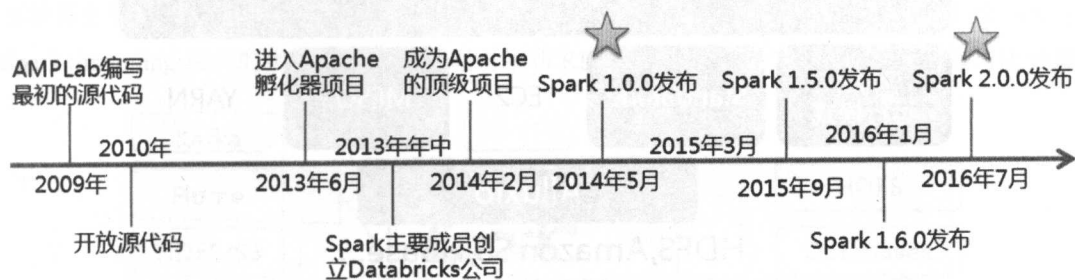 AMPLab编写
最初的源代码
进入Apache
孵化器项目
成为Apache
的顶级项目
Spark 1.0.0发布
Spark 1.5.0发布
Spark 2.0.0发布
2010年
2013年年中
2015年3月
2016年1月
2009年
2013年6月
2014年2月
2014年5月
2015年9月
2016年7月
开放源代码
Spark主要成员创
立Databricks公司
Spark 1.6.0发布